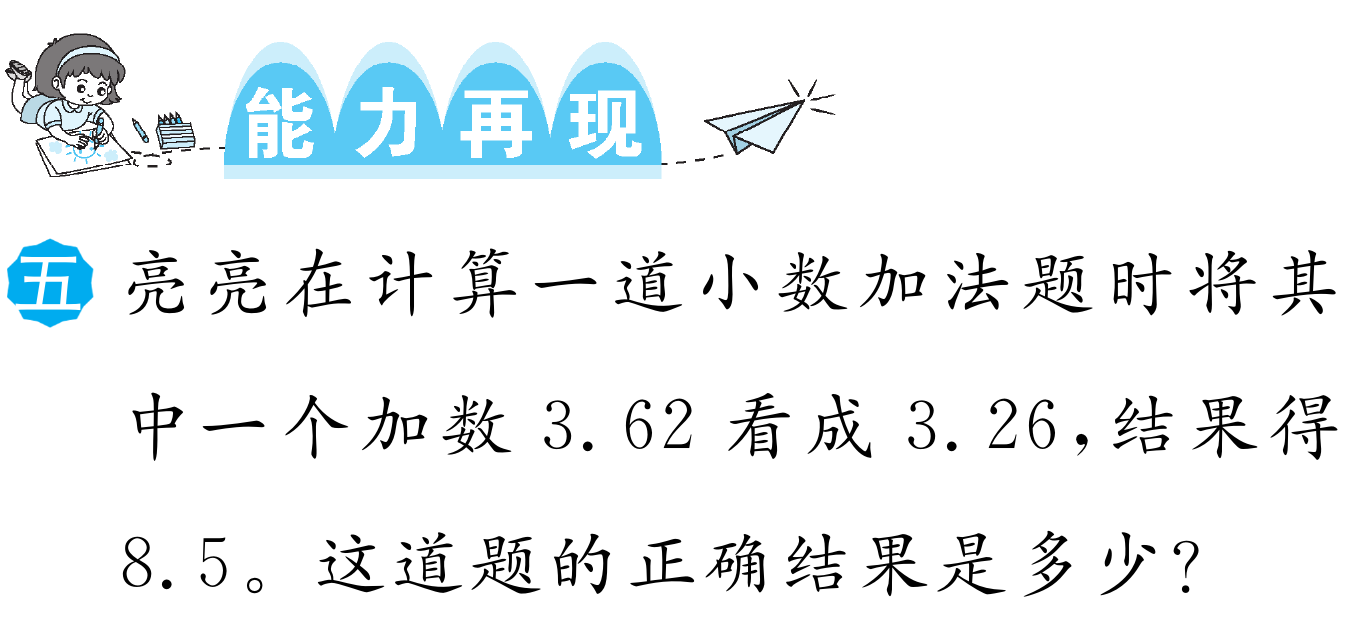 能力再现
五 亮亮在计算一道小数加法题时将其
中一个加数 3.62 看成 3.26,结果得
8.5。这道题的正确结果是多少?